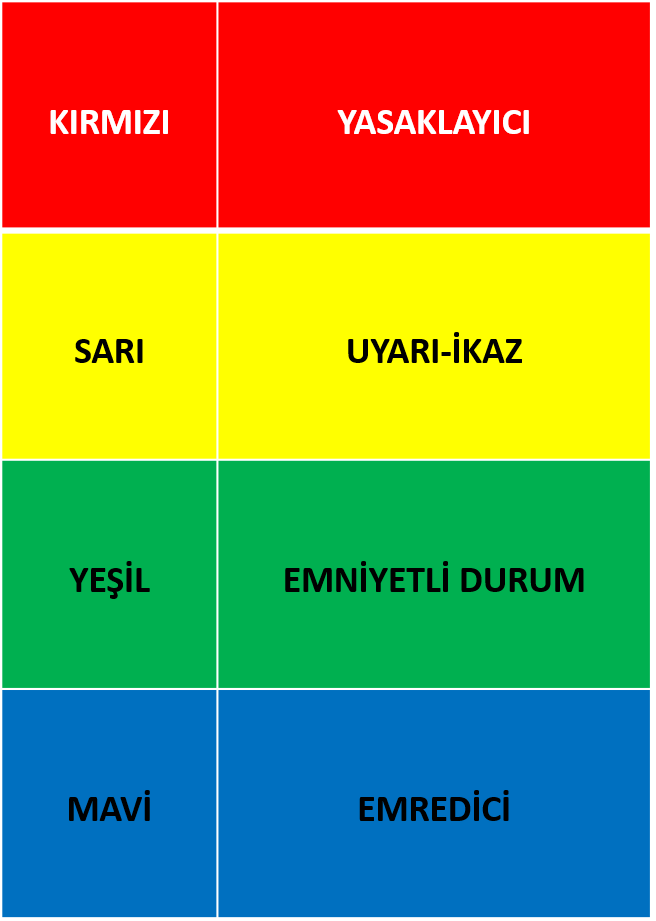 KIRMIZI YASAKLAYICI
SARI UYARI-İKAZ
YEŞİL EMNİYETLİ DURUM
MAVİ EMREDİCİ